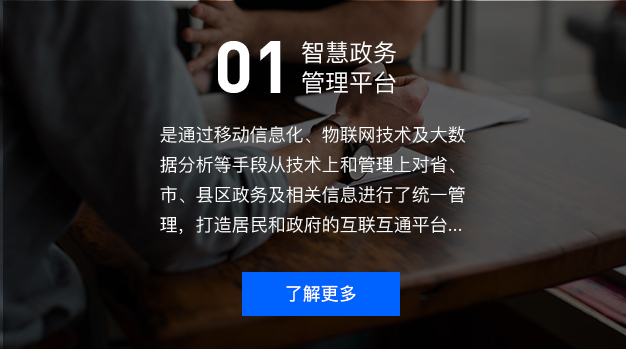 01
智慧政务
管理平台
是通过移动信息化、物联网技术及大数
据分析等手段从技术上和管理上对省、
市、县区政务及相关信息进行了统一管
理，打造居民和政府的互联互通平台...
了解更多